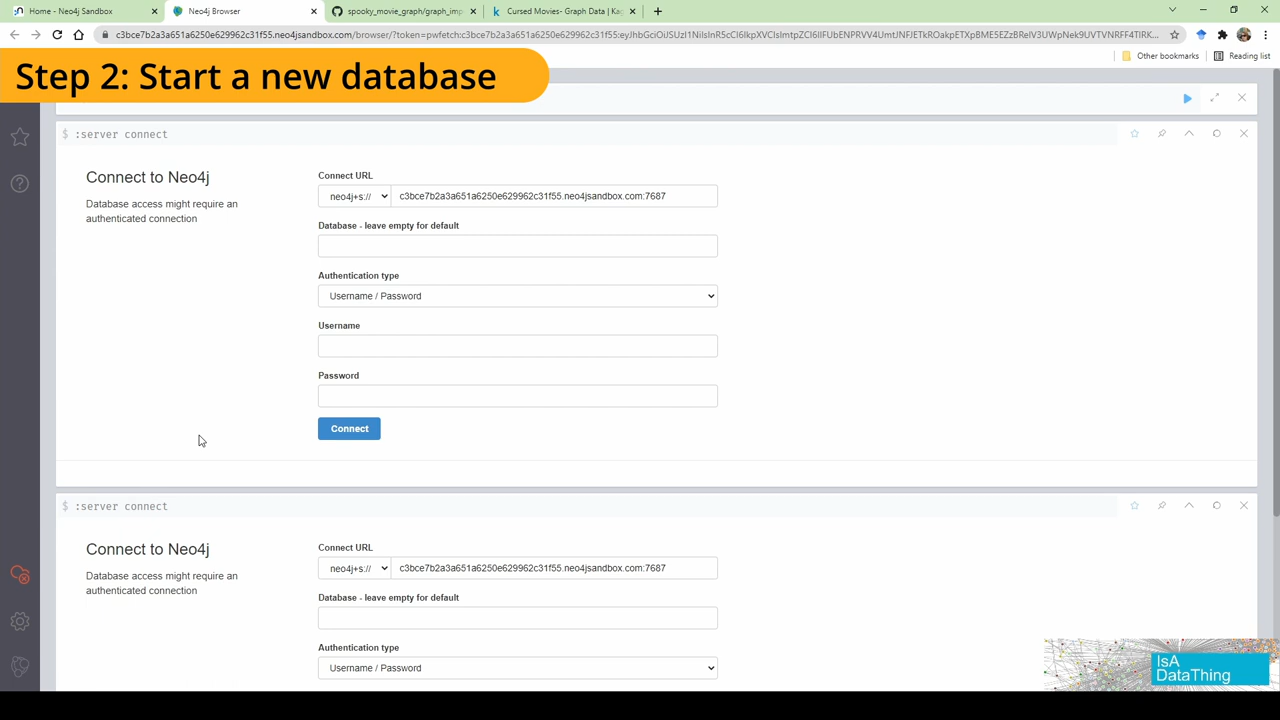 Home - Neo4j Sandbox
Neo4j Browser
spooky_movie_graph/graph_imp
Cursed Movies- Graph Data | Kag
Other bookmarks
Reading list
Step 2: Start a new database
$ :server connect
Connect to Neo4j
Database access might require an
authenticated connection
Connect URL
neo4j+s://
c3bce7b2a3a651a6250e629962c31f55.neo4jsandbox.com:7687
Database - leave empty for default
Authentication type
Username / Password
Username
Password
Connect
$ :server connect
Connect to Neo4j
Database access might require an
authenticated connection
Connect URL
neo4j+s://
c3bce7b2a3a651a6250e629962c31f55.neo4jsandbox.com:7687
Database - leave empty for default
Authentication type
Username / Password
IsA
DataThing